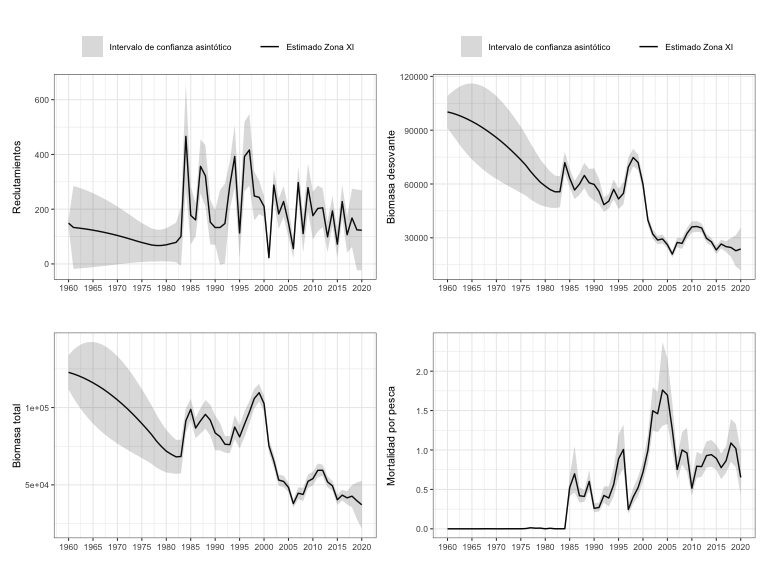 Intervalo de confianza asintótico Estimado Zona XI
Intervalo de confianza asintótico Estimado Zona XI
Reclutamientos
600
400
200
0
1960 1965 1970 1975 1980 1985 1990 1995 2000 2005 2010 2015 2020
Biomasa desovante
120000
90000
60000
30000
1960 1965 1970 1975 1980 1985 1990 1995 2000 2005 2010 2015 2020
Biomasa total
1e+05
5e+04
1960 1965 1970 1975 1980 1985 1990 1995 2000 2005 2010 2015 2020
Mortalidad por pesca
2.0
1.5
1.0
0.5
0.0
1960 1965 1970 1975 1980 1985 1990 1995 2000 2005 2010 2015 2020